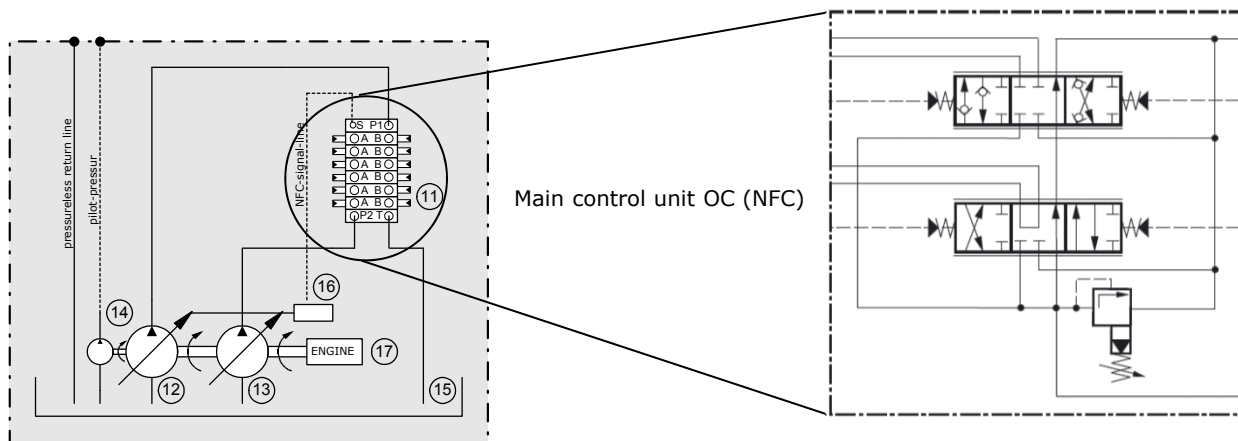 pressureless return line
pilot-pressur
NFC-signal-line
S P1
A B
A B
A B
A B
A B
A B
P2 T
11
Main control unit OC (NFC)
16
14
ENGINE
17
12
13
15